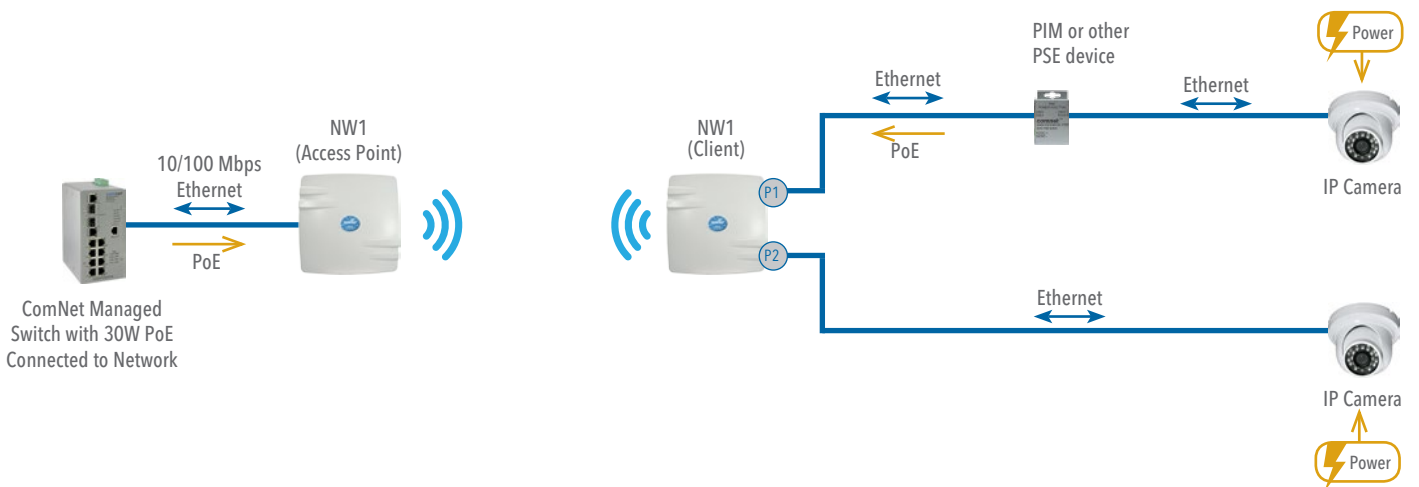 PIM or other
PSE device
Power
Ethernet
Ethernet
NW1
(Access Point)
NW1
(Client)
10/100 Mbps
Ethernet
PoE
P1
IP Camera
PoE
P2
ComNet Managed
Switch with 30W PoE
Connected to Network
Ethernet
IP Camera
Power